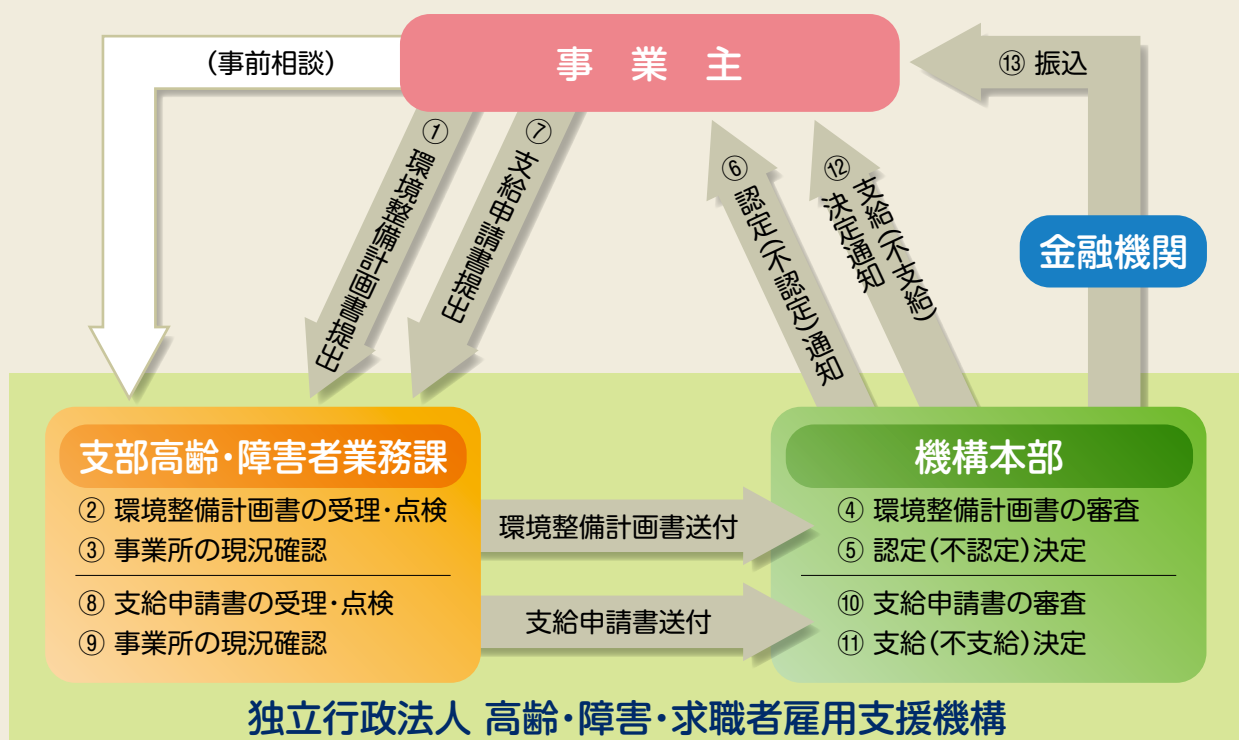 (事前相談)
事業主
⑬ 振込
① 環境整備計画書提出
⑦ 支給申請書提出
⑥ 認定(不認定)通知
⑫ 支給(不支給)
決定通知
金融機関
支部高齢・障害者業務課
② 環境整備計画書の受理・点検
③ 事業所の現況確認
⑧ 支給申請書の受理・点検
⑨ 事業所の現況確認
環境整備計画書送付
支給申請書送付
機構本部
④ 環境整備計画書の審査
⑤ 認定(不認定)決定
⑩ 支給申請書の審査
⑪ 支給(不支給)決定
独立行政法人 高齢・障害・求職者雇用支援機構